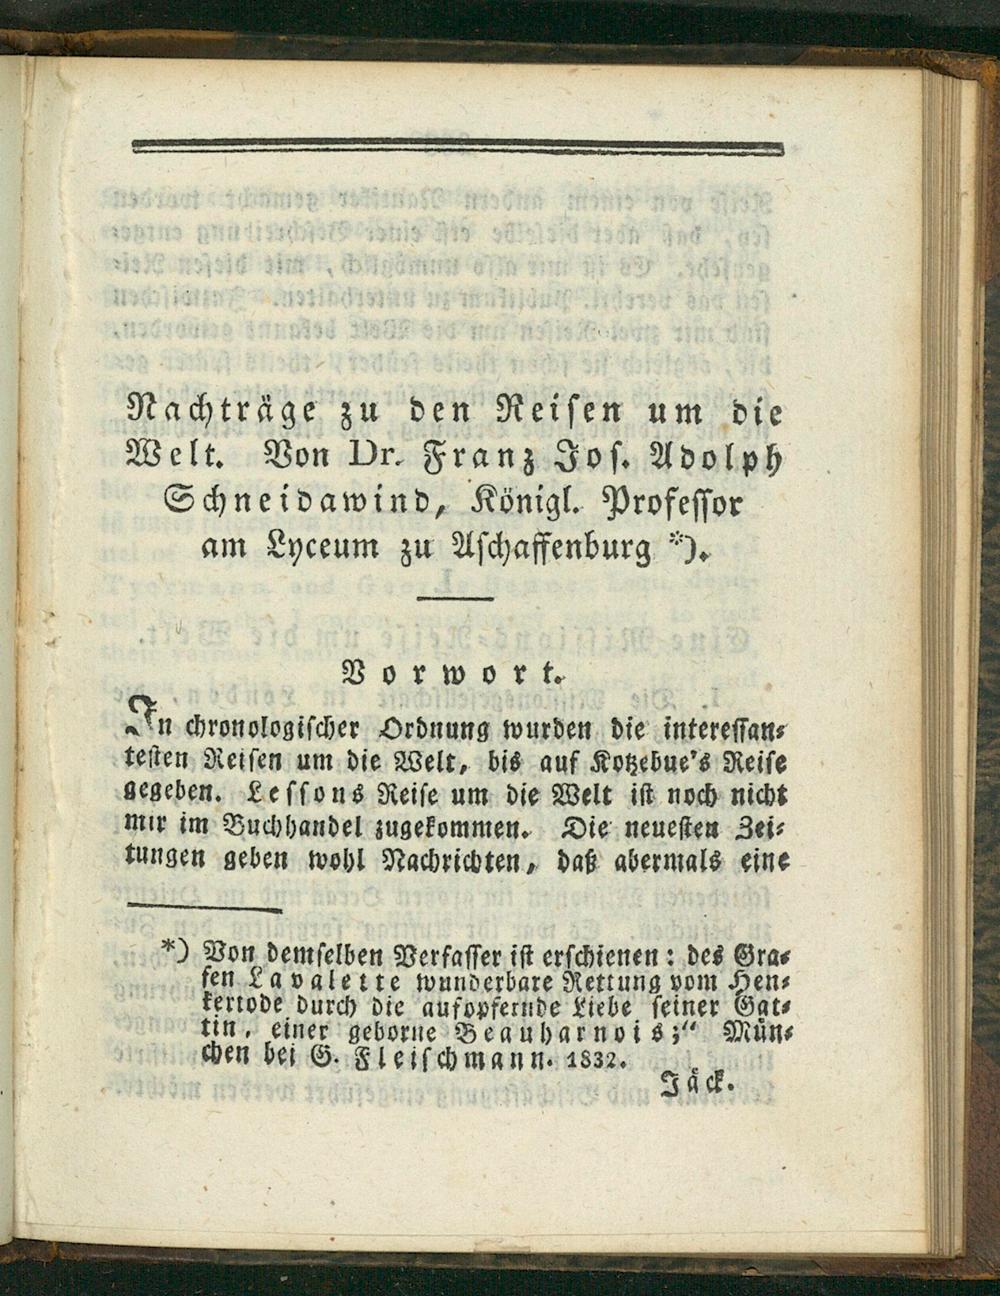 Nachträge zu den Reisen um die
Welt. Von Dr. Franz Jos. Adolph
Schneidawind, Königl. Professor
am Lyceum zu Aschaffenburg *).
Vorwort.
In chronologischer Ordnung wurden die interessan-
testen Reisen um die Welt, bis auf Kotzebue's Reise
gegeben. Lessons Reise um die Welt ist noch nicht
mir im Buchhandel zugekommen. Die neuesten Zei-
tungen geben wohl Nachrichten, daß abermals eine
*) Von demselben Verfasser ist erschienen: des Gra-
fen Lavalette wunderbare Rettung vom Hen-
kertode durch die aufopfernde Liebe seiner Gat-
tin, einer geborne Beauharnois;“ Mün-
chen bei G. Fleischmann. 1832.
Jäck.